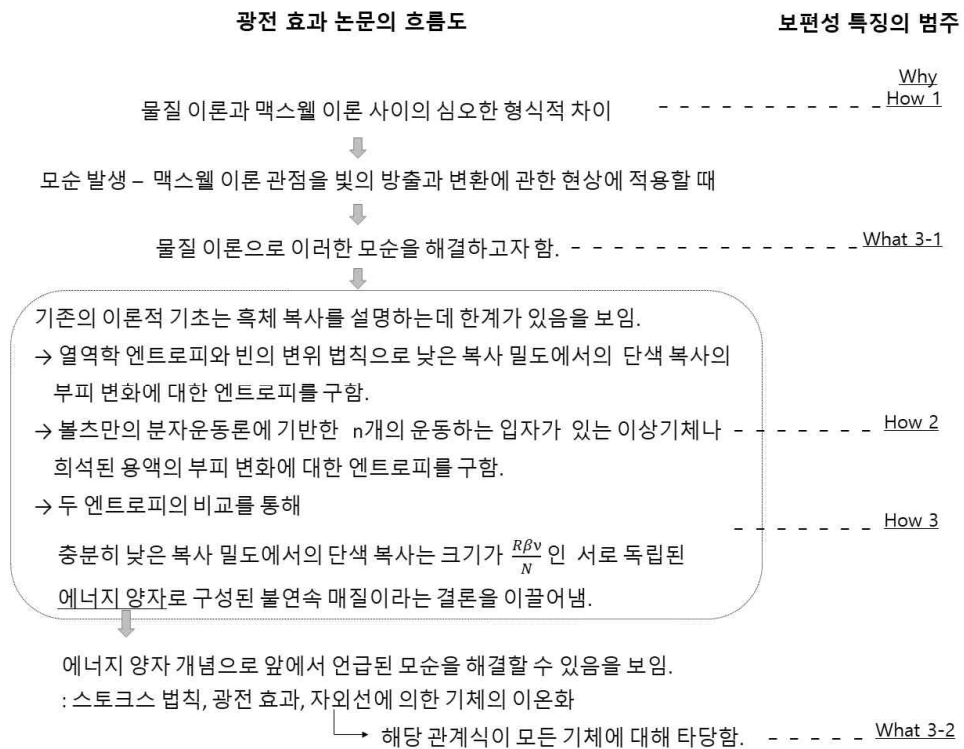 광전 효과 논문의 흐름도 보편성 특징의 범주
Why
물질 이론과 맥스웰 이론 사이의 심오한 형식적 차이 How 1
모순 발생 – 맥스웰 이론 관점을 빛의 방출과 변환에 관한 현상에 적용할 때
물질 이론으로 이러한 모순을 해결하고자 함. What 3-1
기존의 이론적 기초는 흑체 복사를 설명하는데 한계가 있음을 보임.
→ 열역학 엔트로피와 빈의 변위 법칙으로 낮은 복사 밀도에서의 단색 복사의
부피 변화에 대한 엔트로피를 구함.
→ 볼츠만의 분자운동론에 기반한 n개의 운동하는 입자가 있는 이상기체나 How 2
희석된 용액의 부피 변화에 대한 엔트로피를 구함.
→ 두 엔트로피의 비교를 통해 How 3
충분히 낮은 복사 밀도에서의 단색 복사는 크기가 Rβν/N 인 서로 독립된
에너지 양자로 구성된 불연속 매질이라는 결론을 이끌어냄.
에너지 양자 개념으로 앞에서 언급된 모순을 해결할 수 있음을 보임.
: 스토크스 법칙, 광전 효과, 자외선에 의한 기체의 이온화
해당 관계식이 모든 기체에 대해 타당함. What 3-2